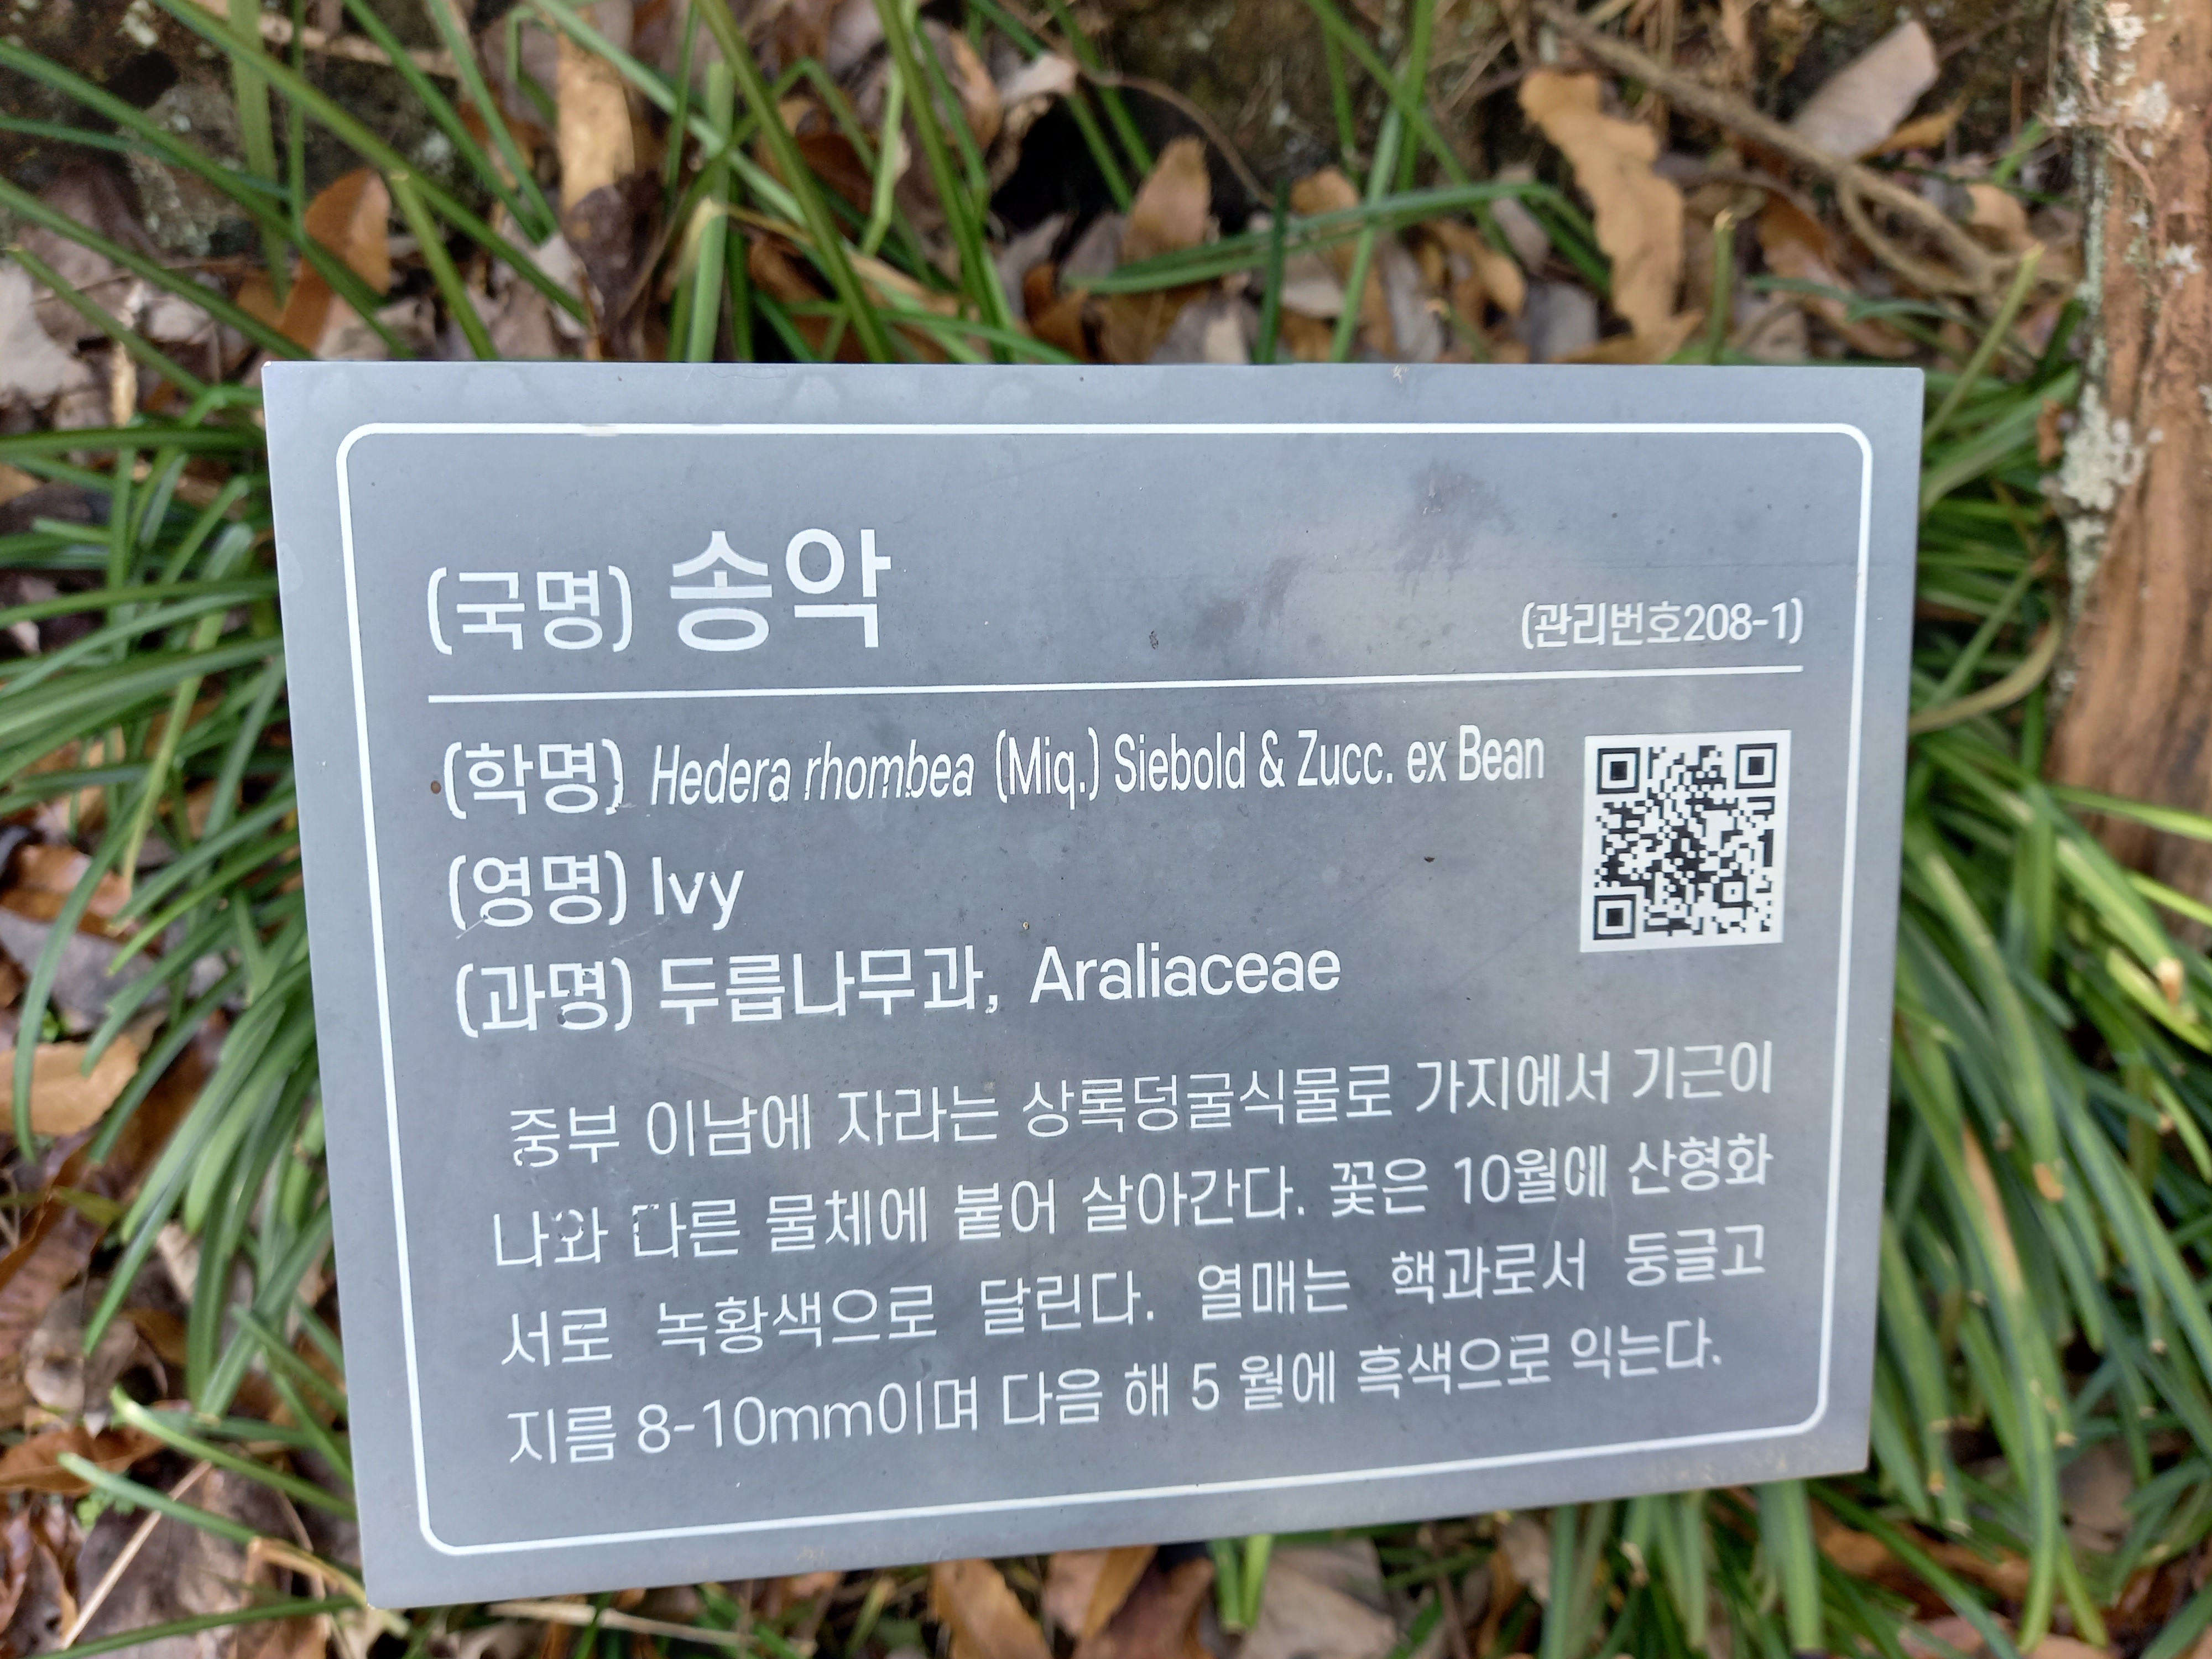 (국명) 송악
(관리번호208-1)
(학명) Hedera rhombea (Miq.) Siebold & Zucc. ex Bean
(영명) Ivy
(과명) 두릅나무과, Araliaceae
중부 이남에 자라는 상록덩굴식물로 가지에서 기근이
나와 다른 물체에 붙어 살아간다. 꽃은 10월에 산형화
서로 녹황색으로 달린다. 열매는 핵과로서 둥글고
지름 8-10mm이며 다음 해 5 월에 흑색으로 익는다.